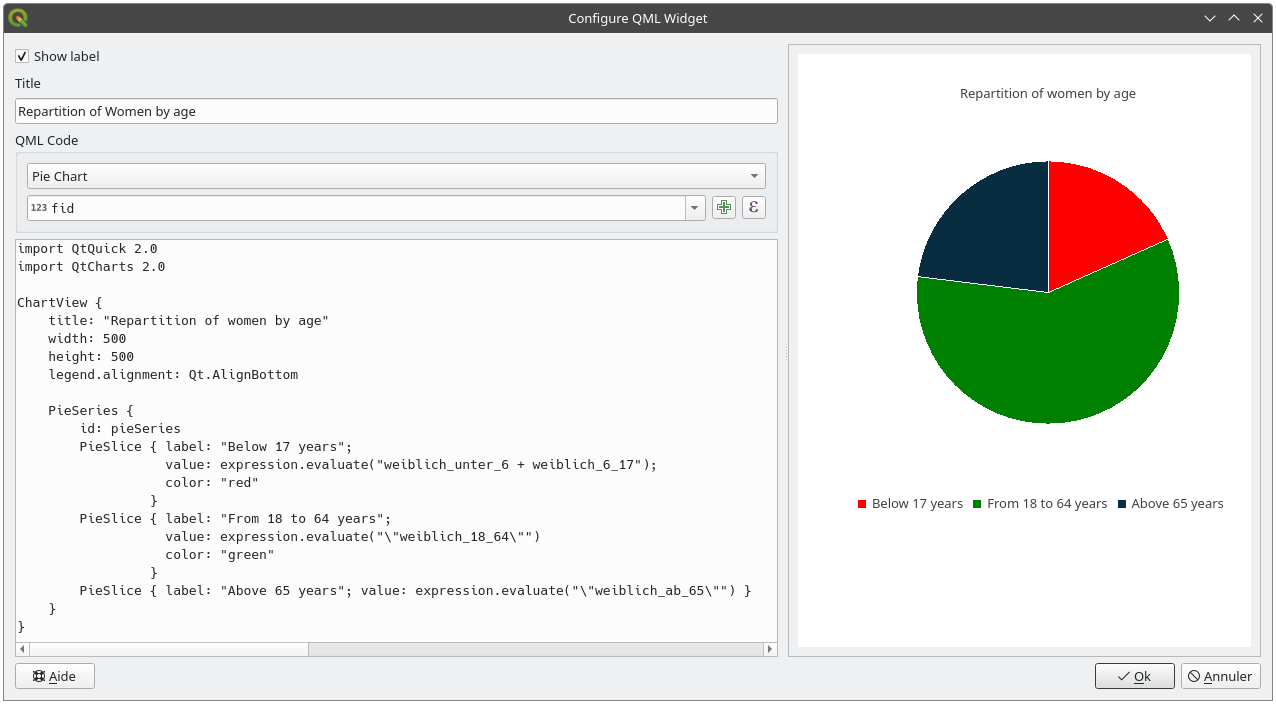 Configure QML Widget
Show label
Title
Repartition of Women by age
QML Code
Pie Chart
123 fid
ε
import QtQuick 2.0
import QtCharts 2.0
ChartView {
    title: "Repartition of women by age"
    width: 500
    height: 500
    legend.alignment: Qt.AlignBottom
    PieSeries {
        id: pieSeries
        PieSlice { label: "Below 17 years";
                   value: expression.evaluate("weiblich_unter_6 + weiblich_6_17");
                   color: "red"
                 }
        PieSlice { label: "From 18 to 64 years";
                   value: expression.evaluate("\"weiblich_18_64\"")
                   color: "green"
                 }
        PieSlice { label: "Above 65 years"; value: expression.evaluate("\"weiblich_ab_65\"") }
    }
}
Repartition of women by age
Below 17 years From 18 to 64 years Above 65 years
Aide
Ok Annuler